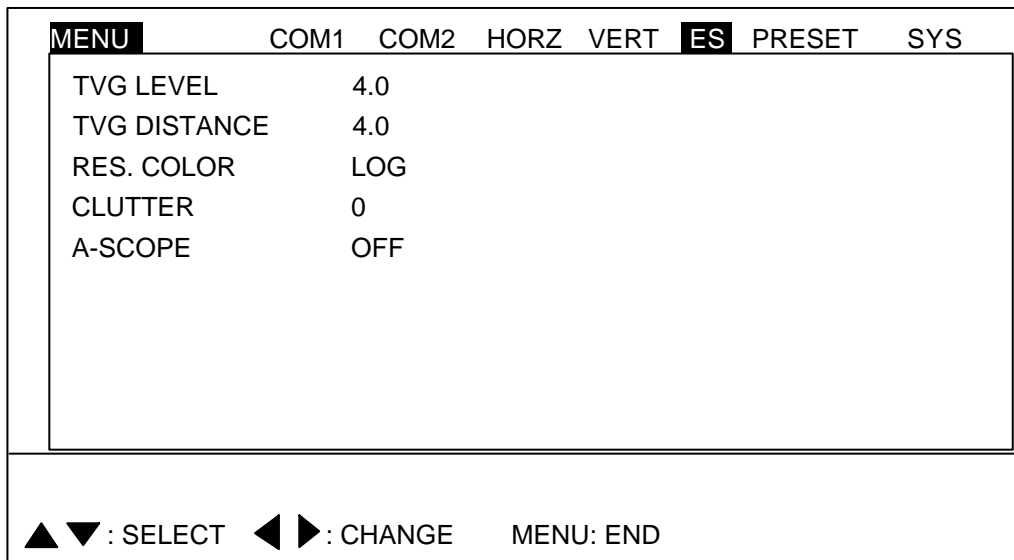 MENU COM1 COM2 HORZ VERT ES PRESET SYS
TVG LEVEL 4.0
TVG DISTANCE 4.0
RES. COLOR LOG
CLUTTER 0
A-SCOPE OFF
▲ ▼ : SELECT ◀ ▶ : CHANGE MENU: END